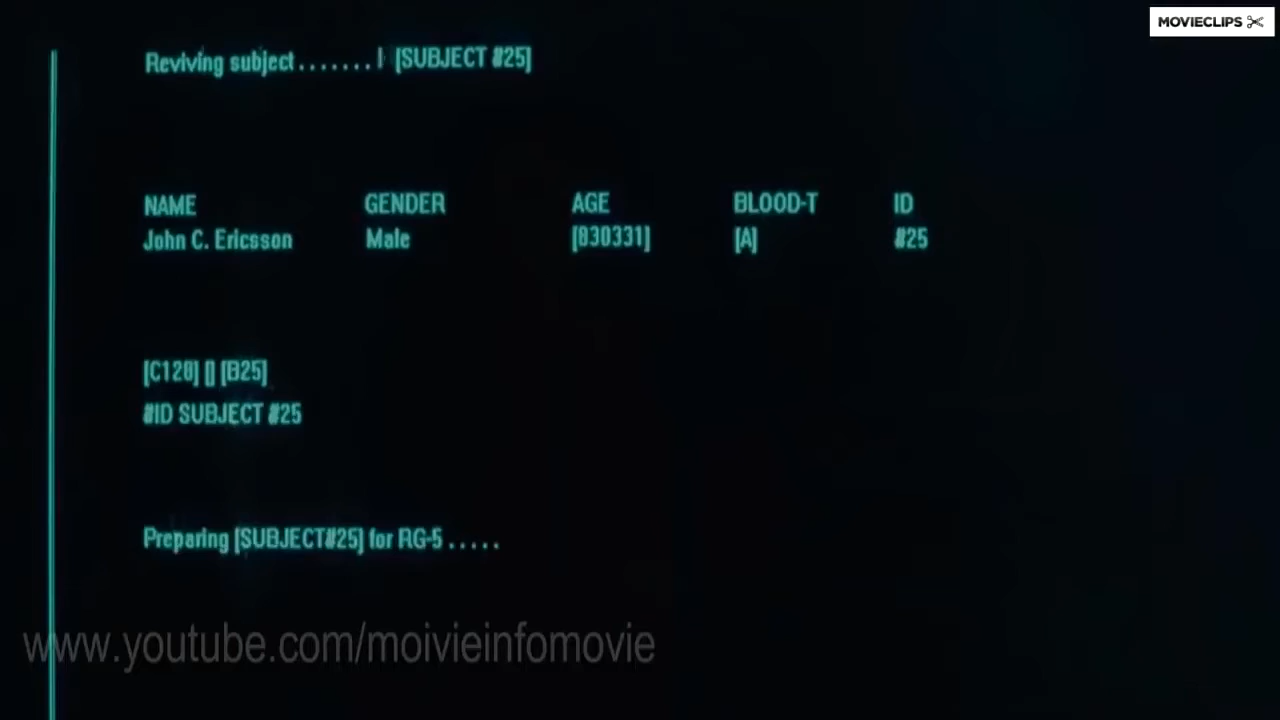 MOVIECLIPS
Reviving subject.......| [SUBJECT #25]
NAME GENDER AGE BLOOD-T ID
John C. Ericsson Male [830331] [A] #25
[C128] [] [B25]
#ID SUBJECT #25
Preparing [SUBJECT#25] for RG-5.....
www.youtube.com/moivieinfomovie